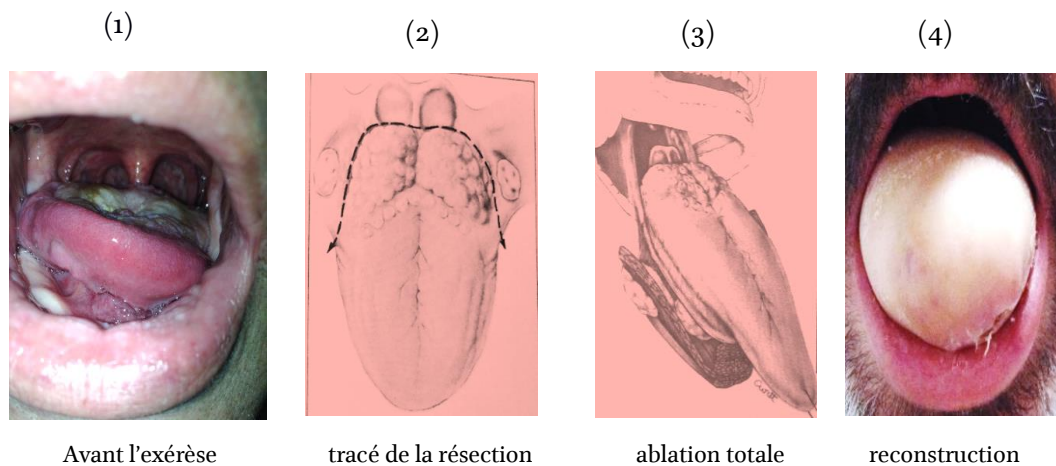 (1) (2) (3) (4)
Avant l'exérèse tracé de la résection ablation totale reconstruction